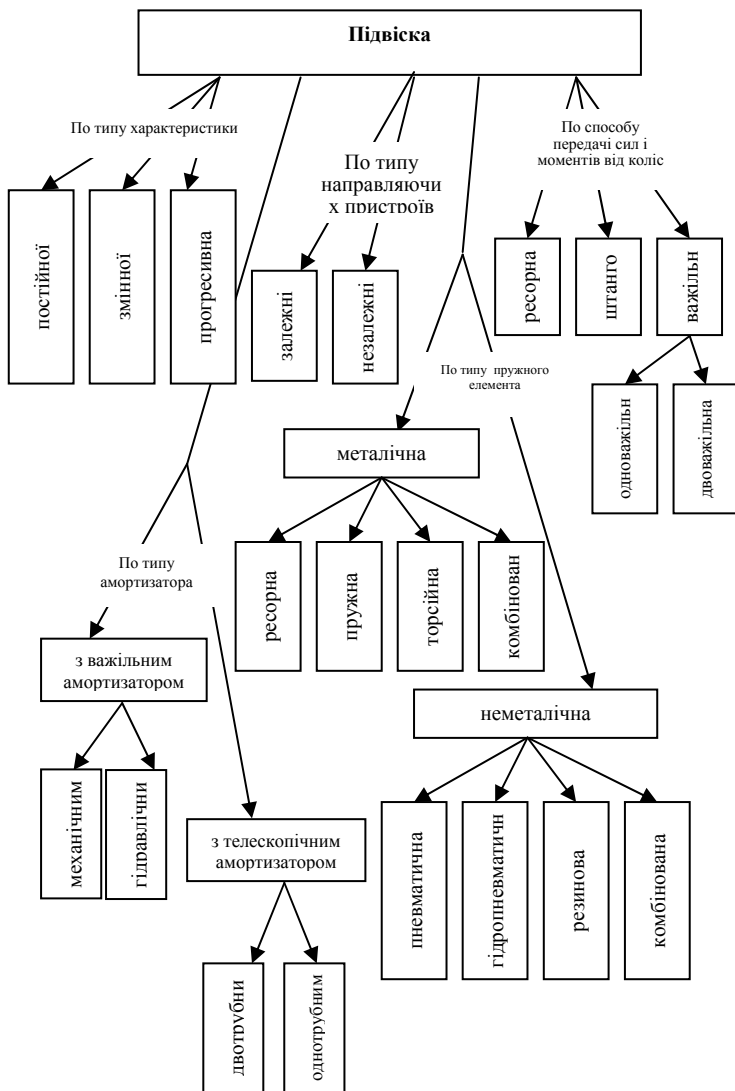 Підвіска
По типу характеристики
По способу
передачі сил і
моментів від коліс
По типу
направляючи
х пристроїв
постійної
змінної
прогресивна
залежні
незалежні
ресорна
штанго
важільн
По типу пружного
елемента
одноважільн
двоважільна
металічна
ресорна
пружна
торсійна
комбінован
По типу
амортизатора
з важільним
амортизатором
неметалічна
механічним
гідравлічни
з телескопічним
амортизатором
пневматична
гідропневматичн
резинова
комбінована
двотрубни
однотрубним